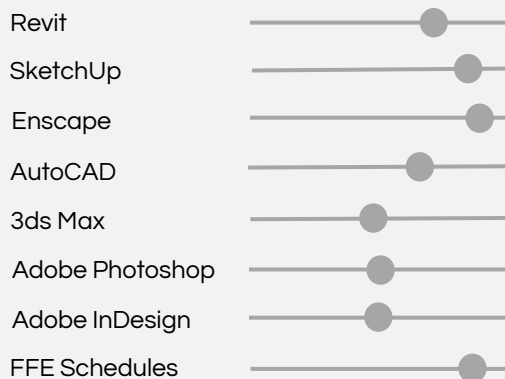 Revit
SketchUp
Enscape
AutoCAD
3ds Max
Adobe Photoshop
Adobe InDesign
FFE Schedules